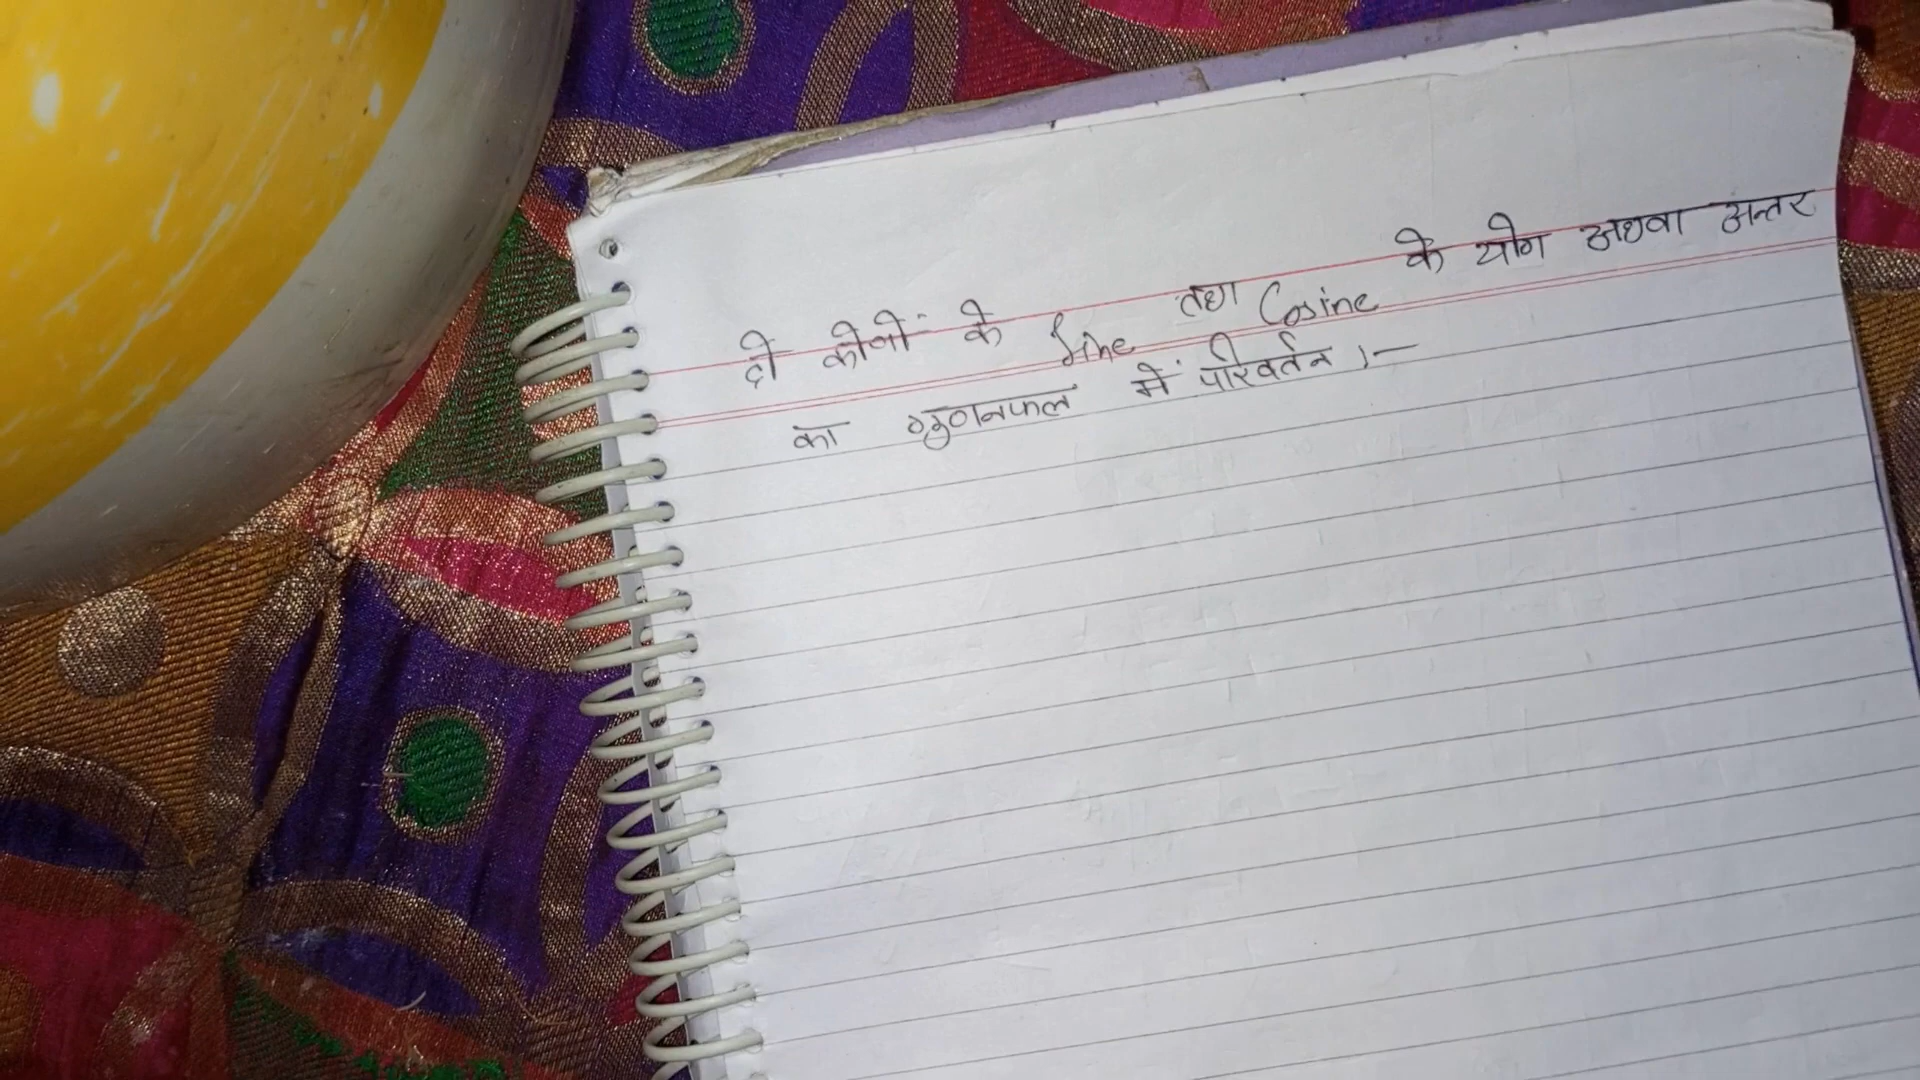 दो कोणों के Sine तथा Cosine के योग अथवा अन्तर
का गुणनफल में परिवर्तन :-